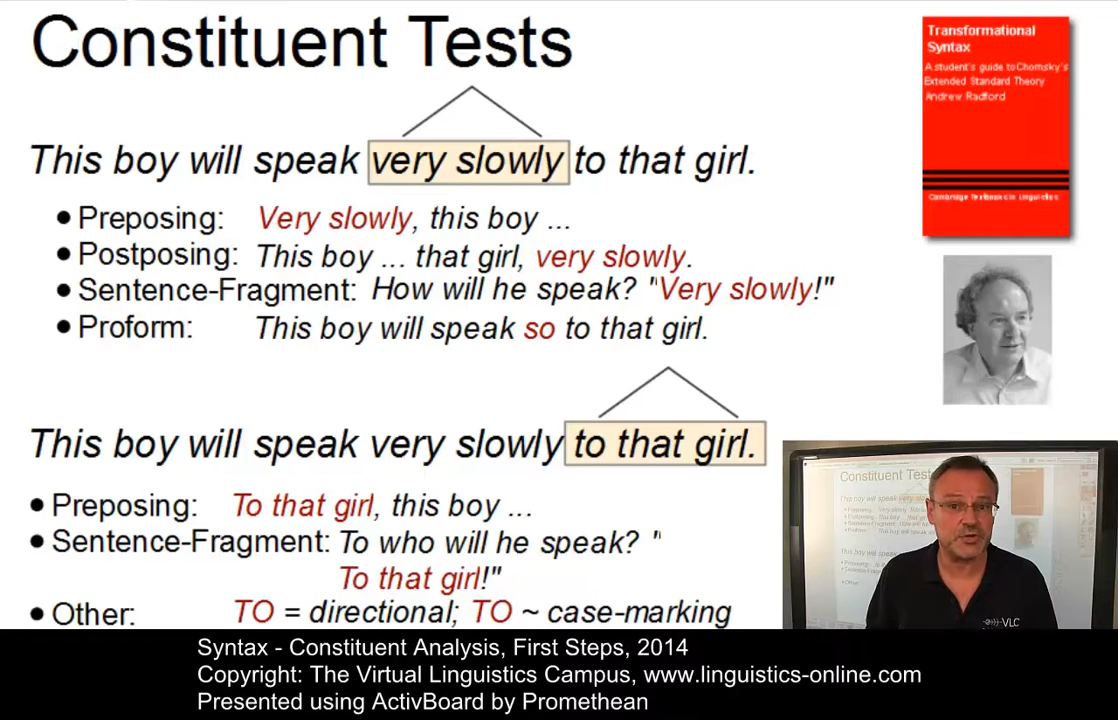 Constituent Tests
This boy will speak very slowly to that girl.
● Preposing: Very slowly, this boy ...
● Postposing: This boy ... that girl, very slowly.
● Sentence-Fragment: How will he speak? "Very slowly!"
● Proform: This boy will speak so to that girl.
This boy will speak very slowly to that girl.
● Preposing: To that girl, this boy ...
● Sentence-Fragment: To who will he speak? "
To that girl!"
● Other: TO = directional; TO ~ case-marking
Transformational
Syntax
A student's guide to Chomsky's
Extended Standard Theory
Andrew Radford
Cambridge Textbooks in Linguistics
Constituent Tests
VLC
Syntax - Constituent Analysis, First Steps, 2014
Copyright: The Virtual Linguistics Campus, www.linguistics-online.com
Presented using ActivBoard by Promethean